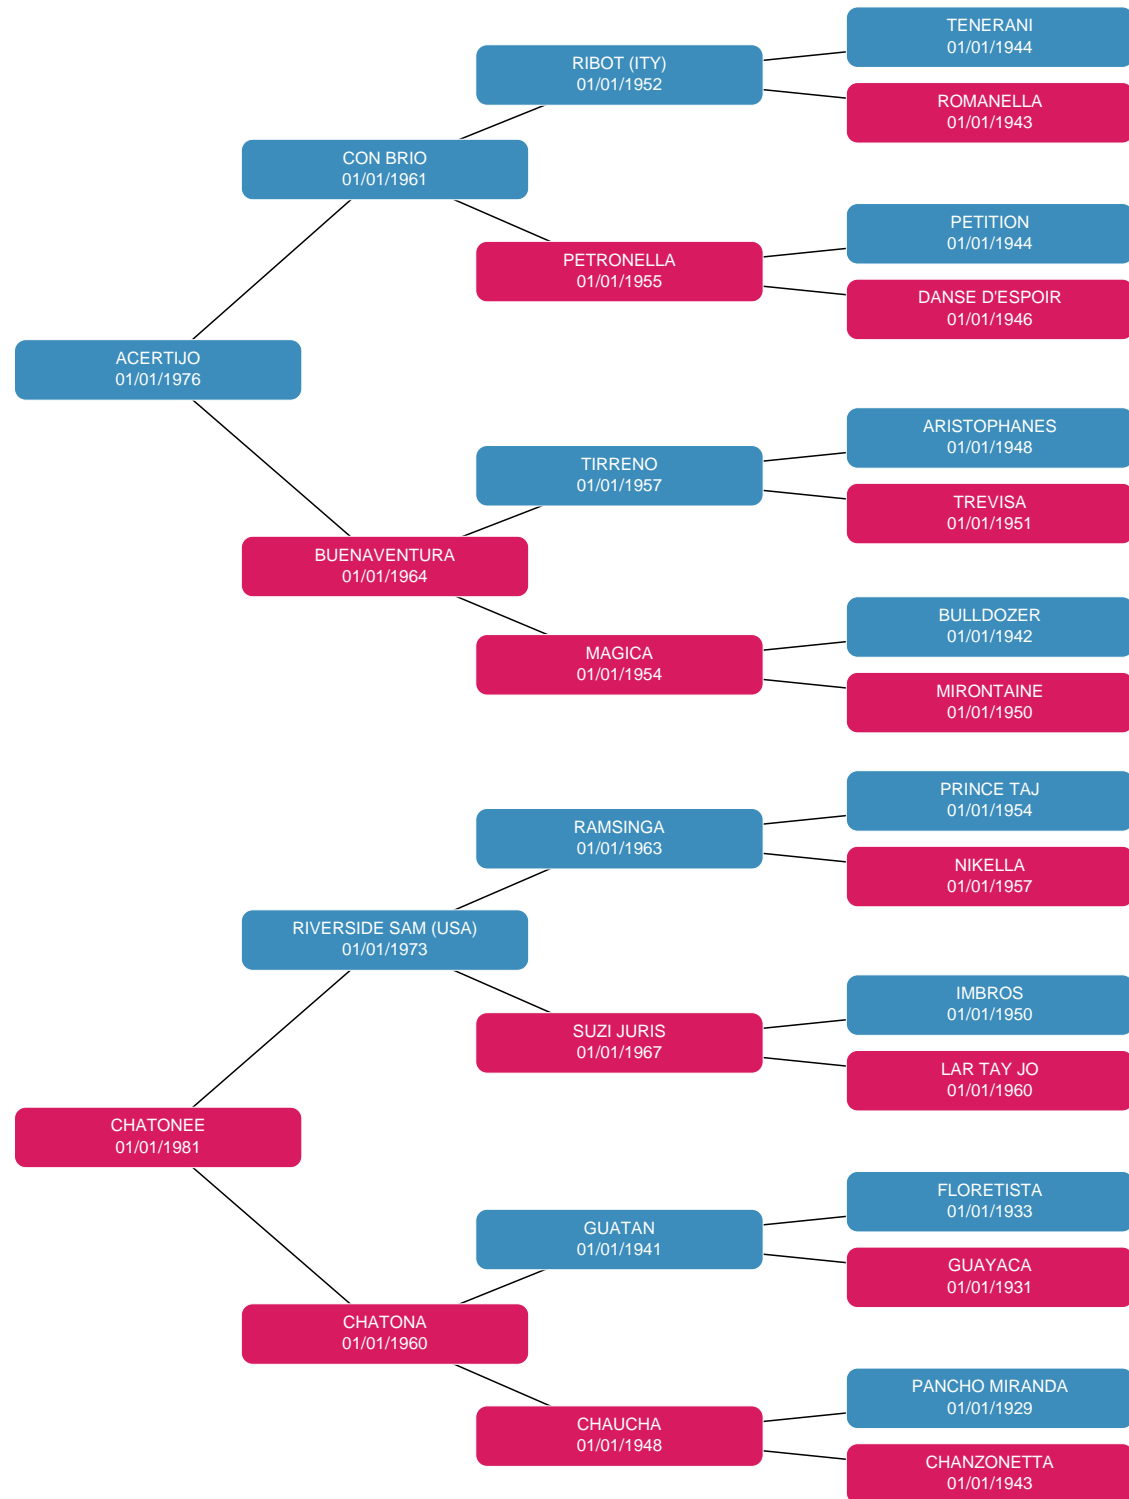 TENERANI
01/01/1944
RIBOT (ITY)
01/01/1952
ROMANELLA
01/01/1943
CON BRIO
01/01/1961
PETITION
01/01/1944
PETRONELLA
01/01/1955
DANSE D'ESPOIR
01/01/1946
ACERTIJO
01/01/1976
ARISTOPHANES
01/01/1948
TIRRENO
01/01/1957
TREVISA
01/01/1951
BUENAVENTURA
01/01/1964
BULLDOZER
01/01/1942
MAGICA
01/01/1954
MIRONTAINE
01/01/1950
PRINCE TAJ
01/01/1954
RAMSINGA
01/01/1963
NIKELLA
01/01/1957
RIVERSIDE SAM (USA)
01/01/1973
IMBROS
01/01/1950
SUZI JURIS
01/01/1967
LAR TAY JO
01/01/1960
CHATONEE
01/01/1981
FLORETISTA
01/01/1933
GUATAN
01/01/1941
GUAYACA
01/01/1931
CHATONA
01/01/1960
PANCHO MIRANDA
01/01/1929
CHAUCHA
01/01/1948
CHANZONETTA
01/01/1943